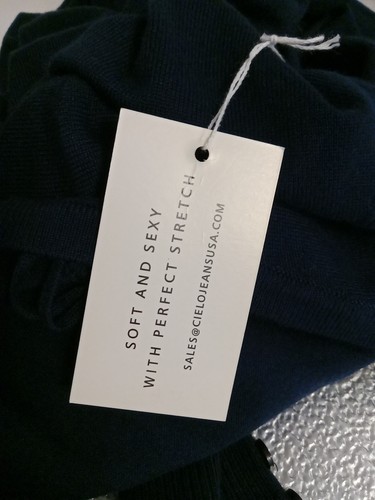 SOFT AND SEXY
WITH PERFECT STRETCH
SALES@CIELOJEANSUSA.COM